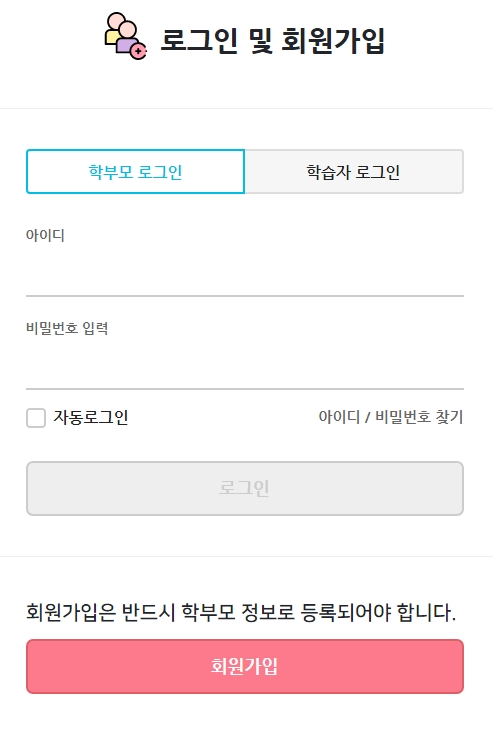 로그인 및 회원가입
학부모 로그인 학습자 로그인
아이디
비밀번호 입력
자동로그인 아이디 / 비밀번호 찾기
로그인
회원가입은 반드시 학부모 정보로 등록되어야 합니다.
회원가입